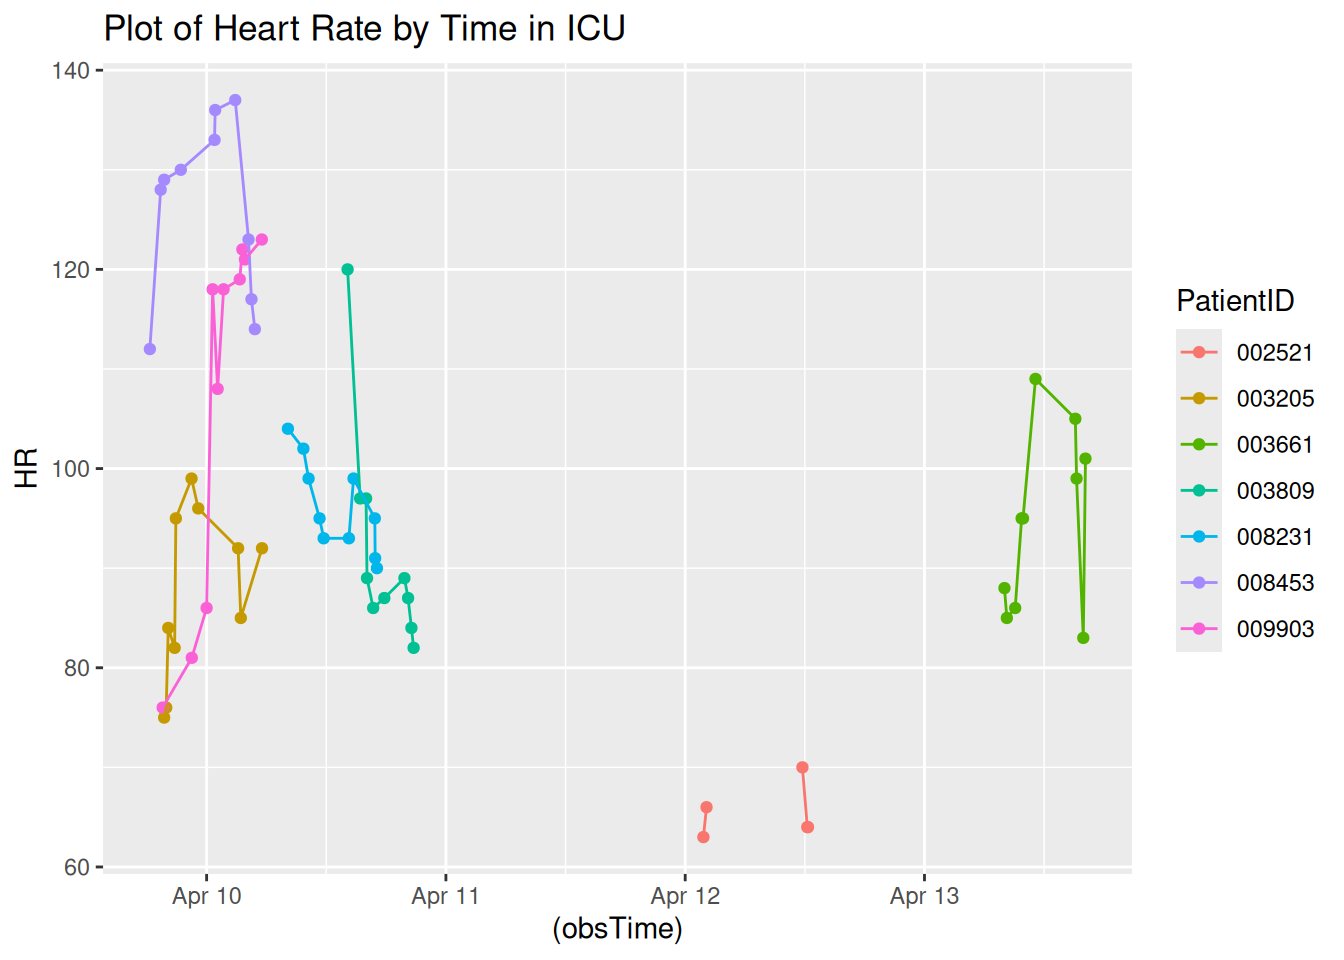 Plot of Heart Rate by Time in ICU
140
120
100
80
60
HR
Apr 10
Apr 11
Apr 12
Apr 13
(obsTime)
PatientID
002521
003205
003661
003809
008231
008453
009903